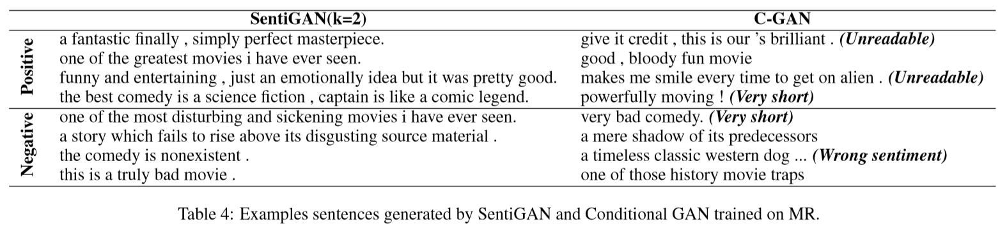 SentiGAN(k=2) C-GAN
Positive
a fantastic finally , simply perfect masterpiece. give it credit , this is our 's brilliant . (Unreadable)
one of the greatest movies i have ever seen. good , bloody fun movie
funny and entertaining , just an emotionally idea but it was pretty good. makes me smile every time to get on alien . (Unreadable)
the best comedy is a science fiction , captain is like a comic legend. powerfully moving ! (Very short)
Negative
one of the most disturbing and sickening movies i have ever seen. very bad comedy. (Very short)
a story which fails to rise above its disgusting source material . a mere shadow of its predecessors
the comedy is nonexistent . a timeless classic western dog ... (Wrong sentiment)
this is a truly bad movie . one of those history movie traps
Table 4: Examples sentences generated by SentiGAN and Conditional GAN trained on MR.